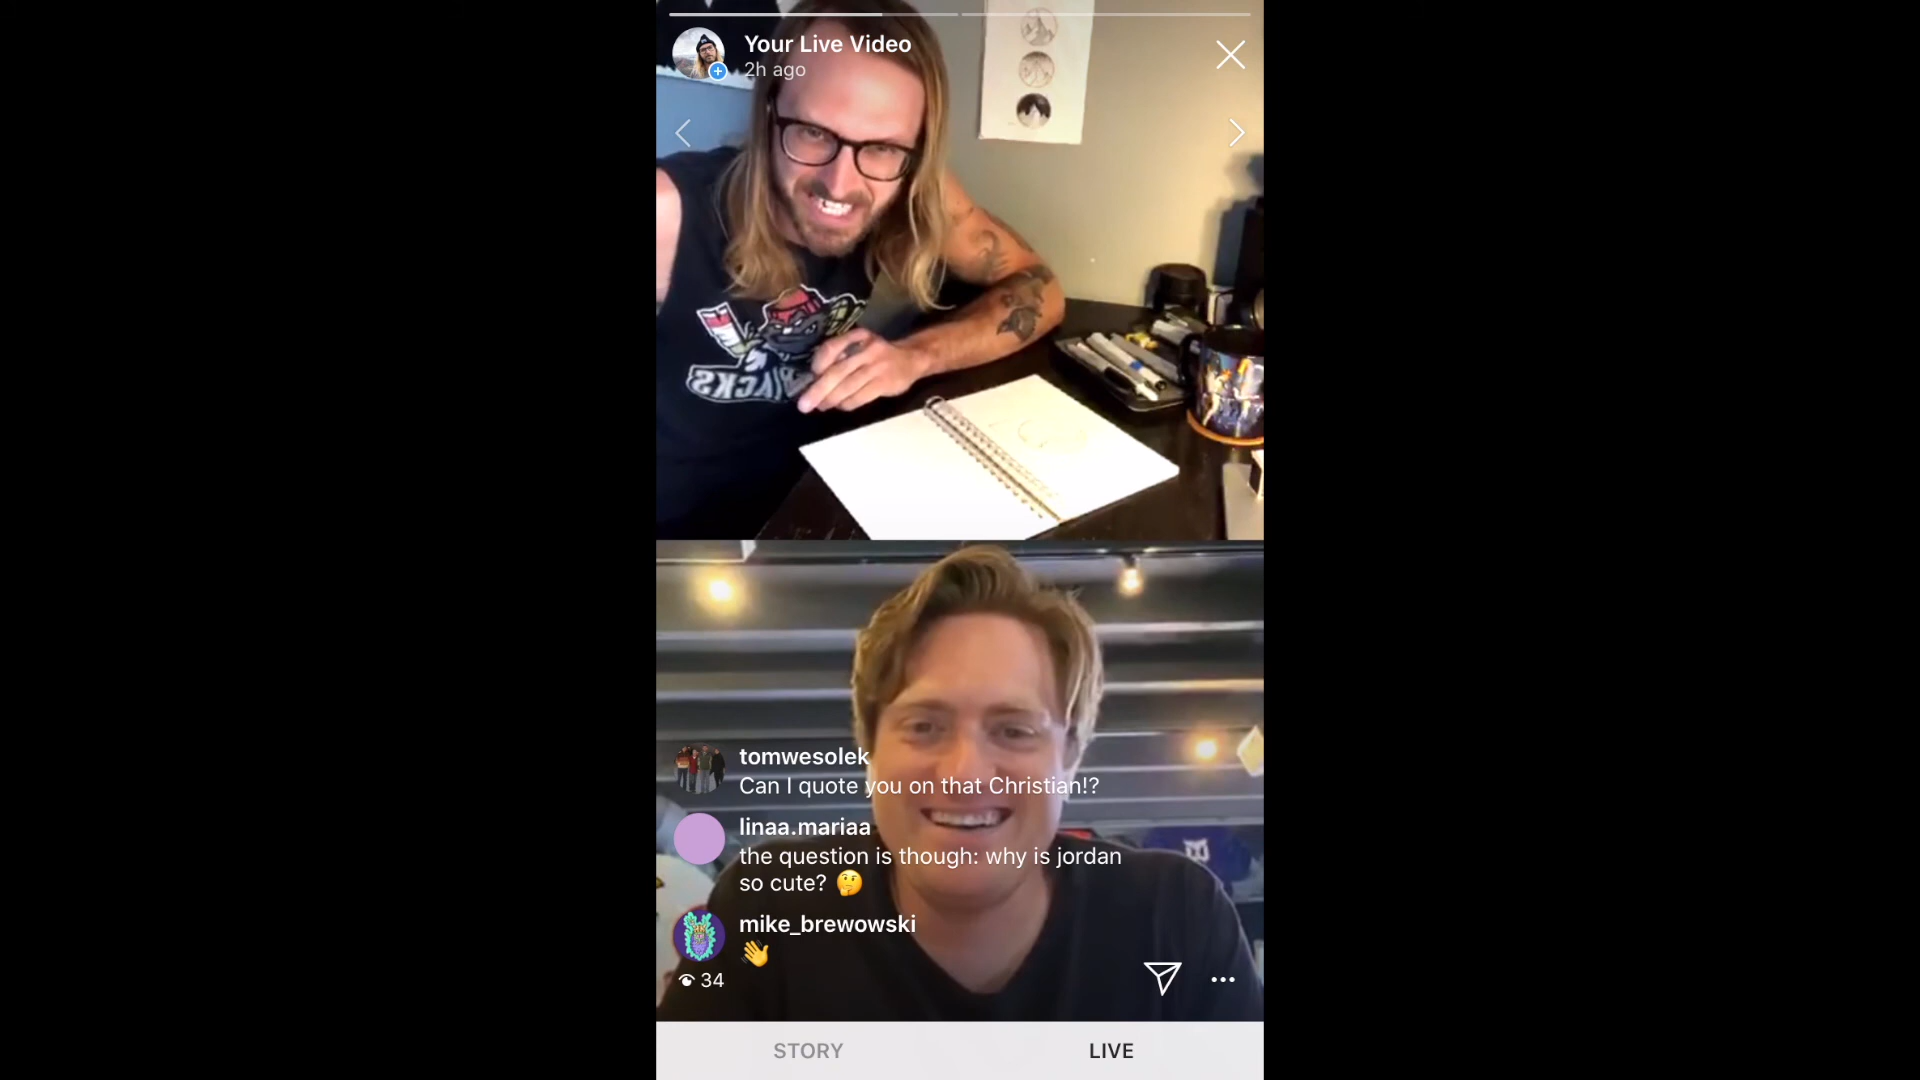 Your Live Video
2h ago
tomwesolek
Can I quote you on that Christian!?
linaa.mariaa
the question is though: why is jordan
so cute? 🤔
mike_brewowski
👋
34
STORY
LIVE